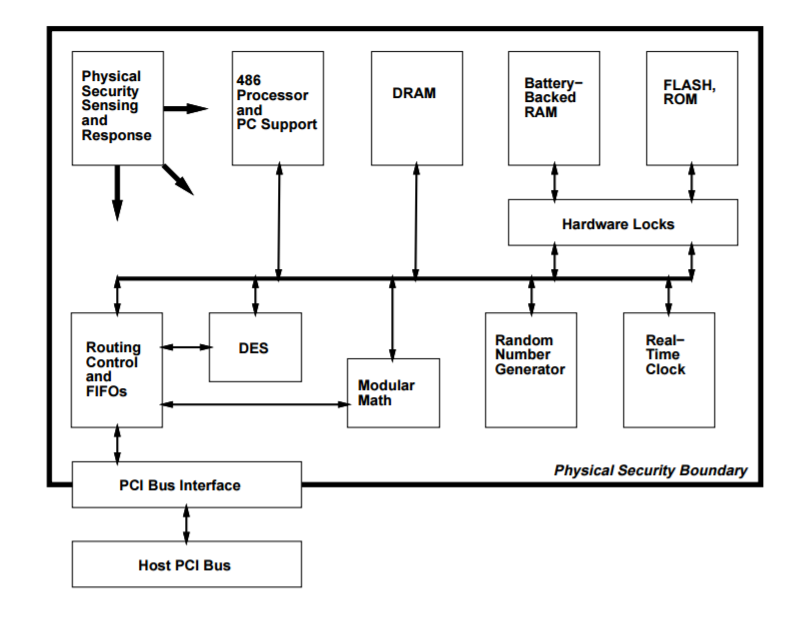 Physical
Security
Sensing
and
Response
486
Processor
and
PC Support
DRAM
Battery−
Backed
RAM
FLASH,
ROM
Hardware Locks
Routing
Control
and
FIFOs
DES
Modular
Math
Random
Number
Generator
Real−
Time
Clock
Physical Security Boundary
PCI Bus Interface
Host PCI Bus